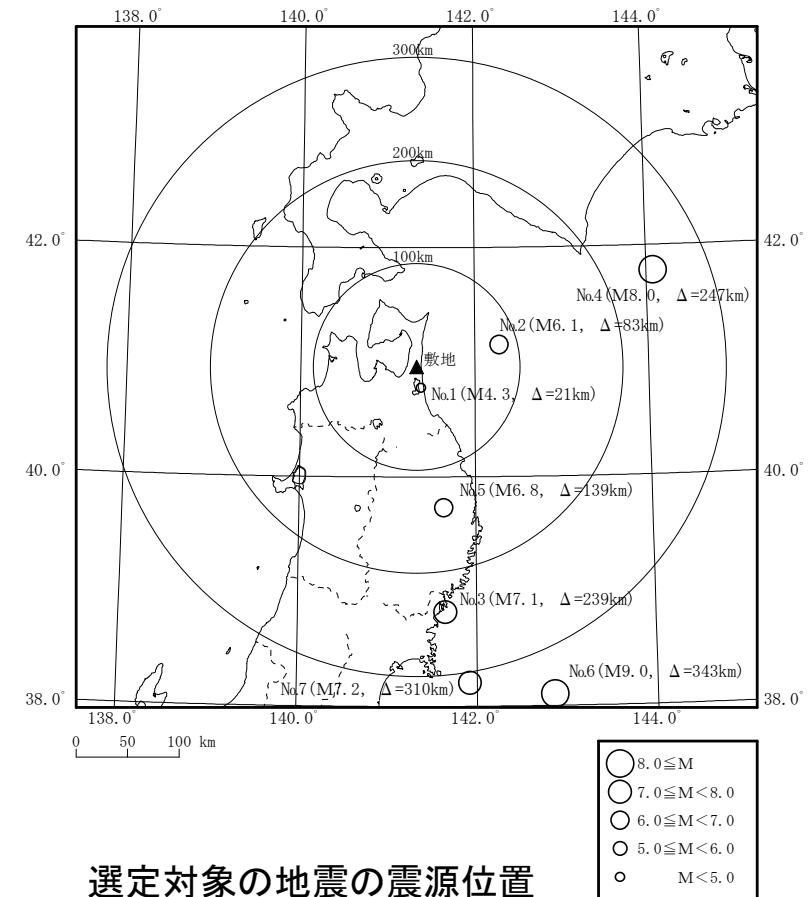 138.0° 140.0° 142.0° 144.0°
300km
200km
42.0° 42.0°
100km
№4(M8.0, Δ=247km)
№2(M6.1, Δ=83km)
敷地
№1(M4.3, Δ=21km)
40.0° 40.0°
№5(M6.8, Δ=139km)
№3(M7.1, Δ=239km)
№6(M9.0, Δ=343km)
№7(M7.2, Δ=310km)
38.0° 38.0°
138.0° 140.0° 142.0° 144.0°
0 50 100 km
8.0≦M
7.0≦M<8.0
6.0≦M<7.0
5.0≦M<6.0
M<5.0
選定対象の地震の震源位置